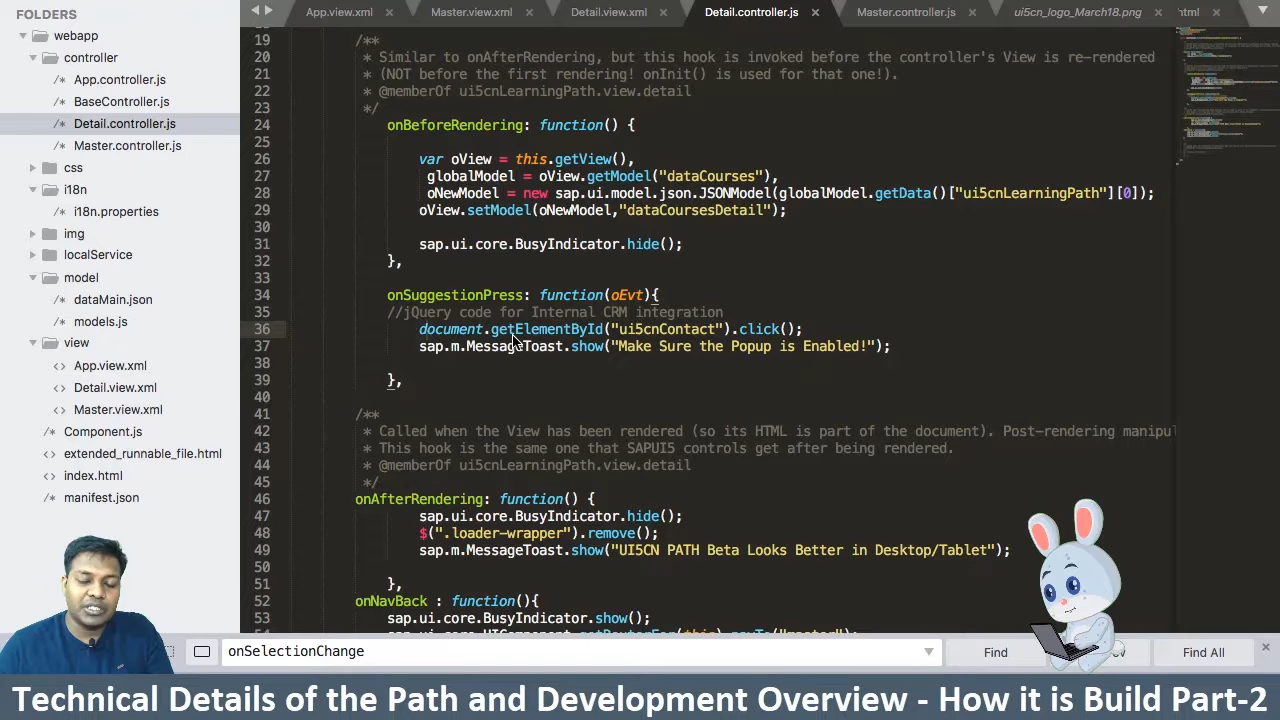 FOLDERS
webapp
controller
App.controller.js
BaseController.js
Detail.controller.js
Master.controller.js
css
i18n
i18n.properties
img
localService
model
dataMain.json
models.js
view
App.view.xml
Detail.view.xml
Master.view.xml
Component.js
extended_runnable_file.html
index.html
manifest.json
App.view.xml
Master.view.xml
Detail.view.xml
Detail.controller.js
Master.controller.js
ui5cn_logo_March18.png
html
19 /**
20 * Similar to on Rendering, but this hook is invoked before the controller's View is re-rendered
21 * (NOT before the first rendering! onInit() is used for that one!).
22 * @memberOf ui5cnLearningPath.view.detail
23 */
24 onBeforeRendering: function() {
25
26 var oView = this.getView(),
27 globalModel = oView.getModel("dataCourses"),
28 oNewModel = new sap.ui.model.json.JSONModel(globalModel.getData()["ui5cnLearningPath"][0]);
29 oView.setModel(oNewModel,"dataCoursesDetail");
30
31 sap.ui.core.BusyIndicator.hide();
32 },
33
34 onSuggestionPress: function(oEvt){
35 //jQuery code for Internal CRM integration
36 document.getElementById("ui5cnContact").click();
37 sap.m.MessageToast.show("Make Sure the Popup is Enabled!");
38
39 },
40
41 /**
42 * Called when the View has been rendered (so its HTML is part of the document). Post-rendering manipul
43 * This hook is the same one that SAPUI5 controls get after being rendered.
44 * @memberOf ui5cnLearningPath.view.detail
45 */
46 onAfterRendering: function() {
47 sap.ui.core.BusyIndicator.hide();
48 $(".loader-wrapper").remove();
49 sap.m.MessageToast.show("UI5CN PATH Beta Looks Better in Desktop/Tablet");
50
51 },
52 onNavBack : function(){
53 sap.ui.core.BusyIndicator.show();
onSelectionChange
Find
Find All
Technical Details of the Path and Development Overview - How it is Build Part-2